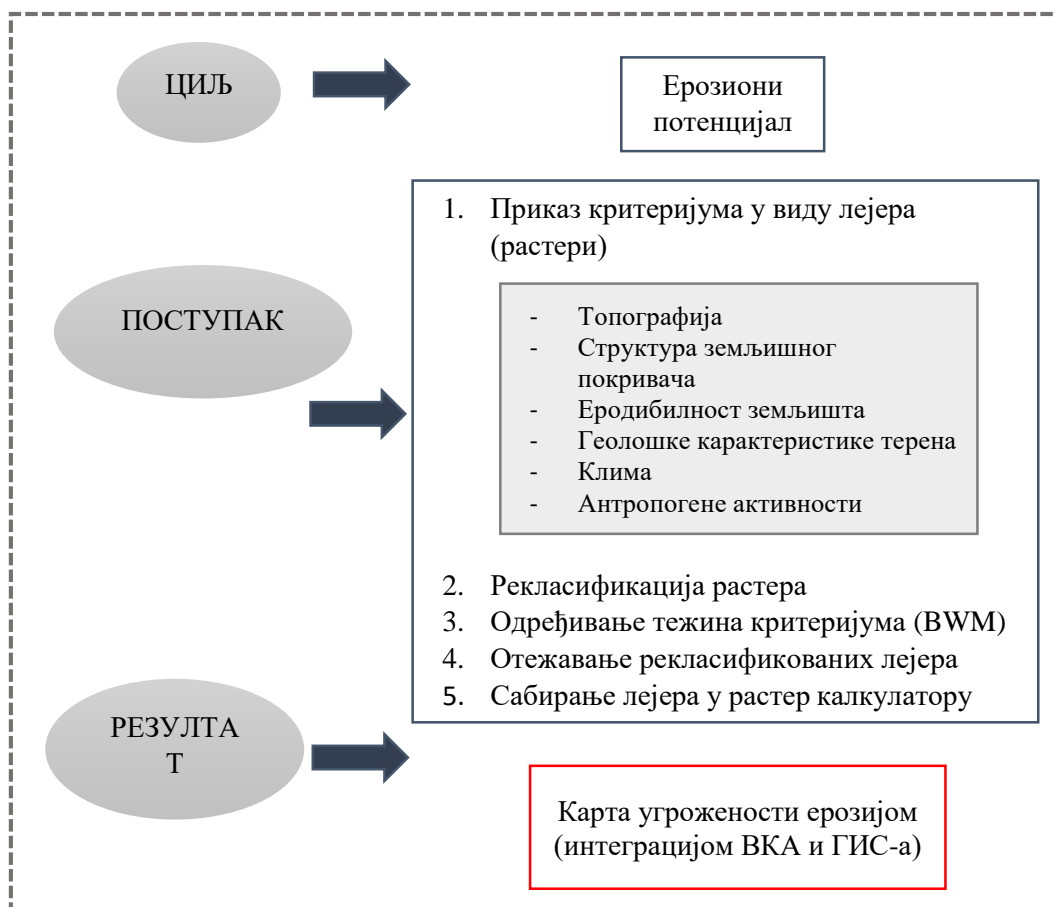 ЦИЉ
Ерозиони
потенцијал
ПОСТУПАК
1. Приказ критеријума у виду лејера
(растери)
- Топографија
- Структура земљишног
покривача
- Еродибилност земљишта
- Геолошке карактеристике терена
- Клима
- Антропогене активности
2. Рекласификација растера
3. Одређивање тежина критеријума (BWM)
4. Отежавање рекласификованих лејера
5. Сабирање лејера у растер калкулатору
РЕЗУЛТА
Т
Карта угрожености ерозијом
(интеграцијом ВКА и ГИС-а)